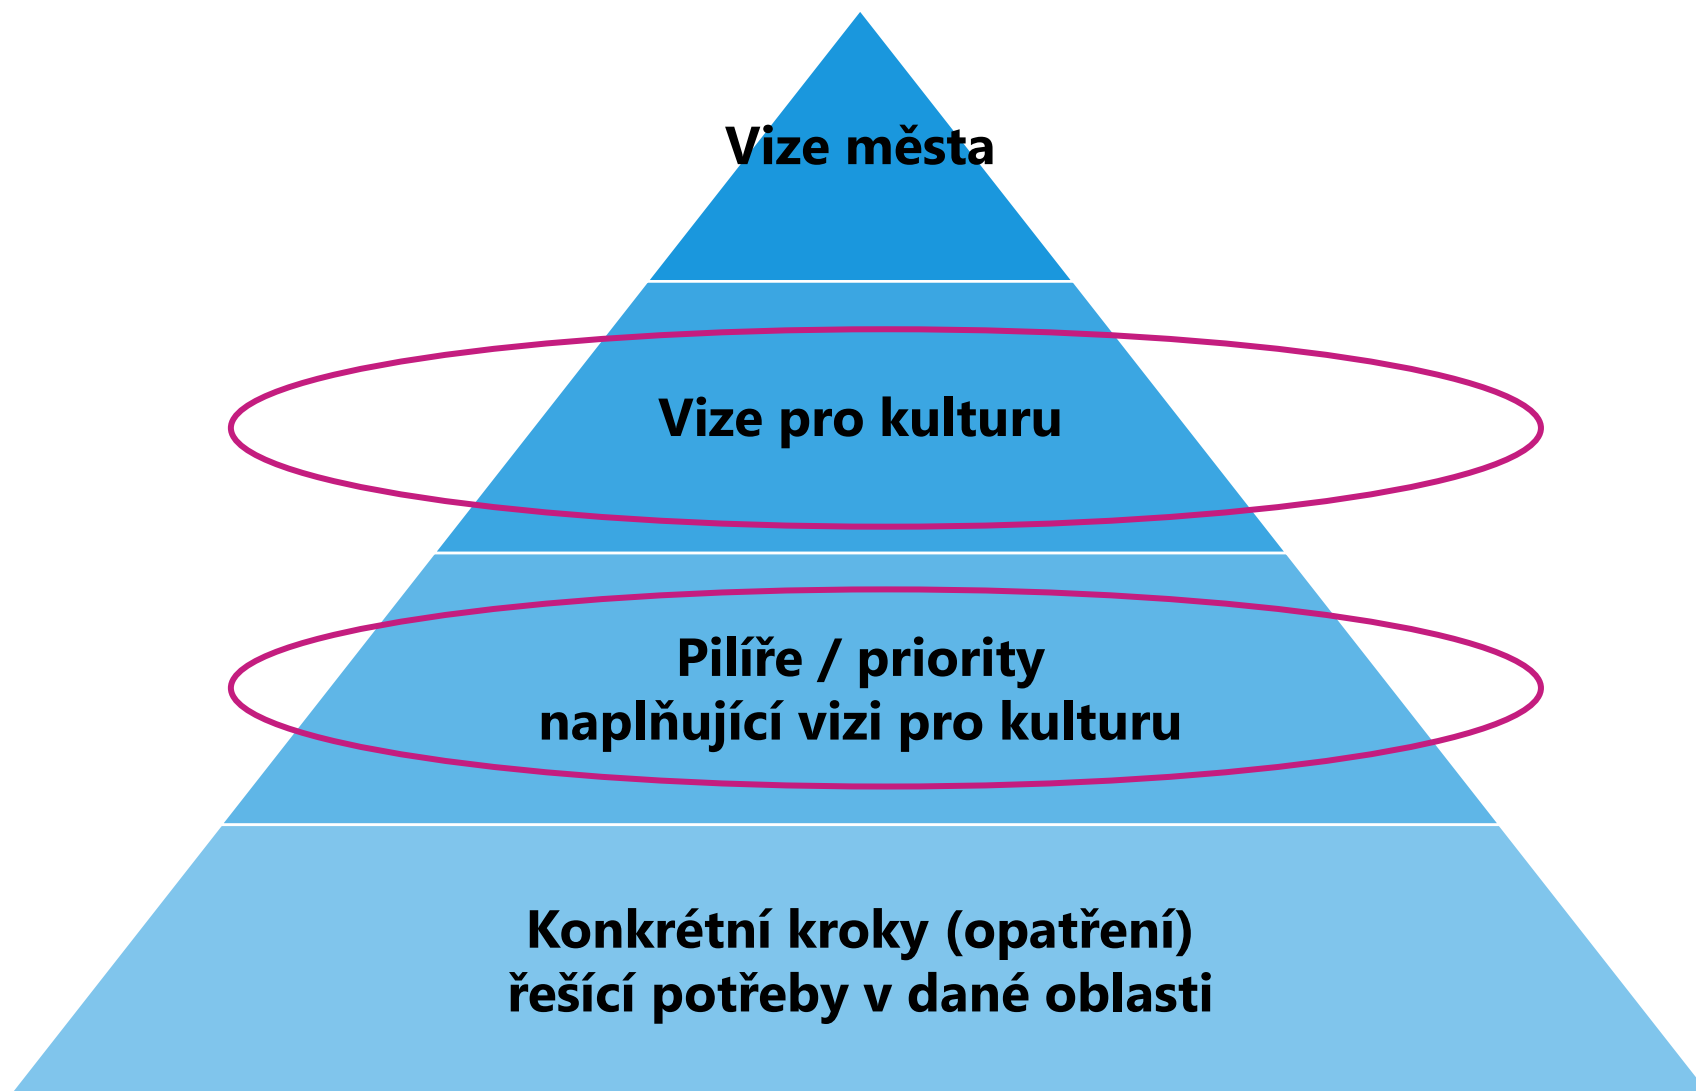 Vize města
Vize pro kulturu
Pilíře / priority
naplňující vizi pro kulturu
Konkrétní kroky (opatření)
řešící potřeby v dané oblasti